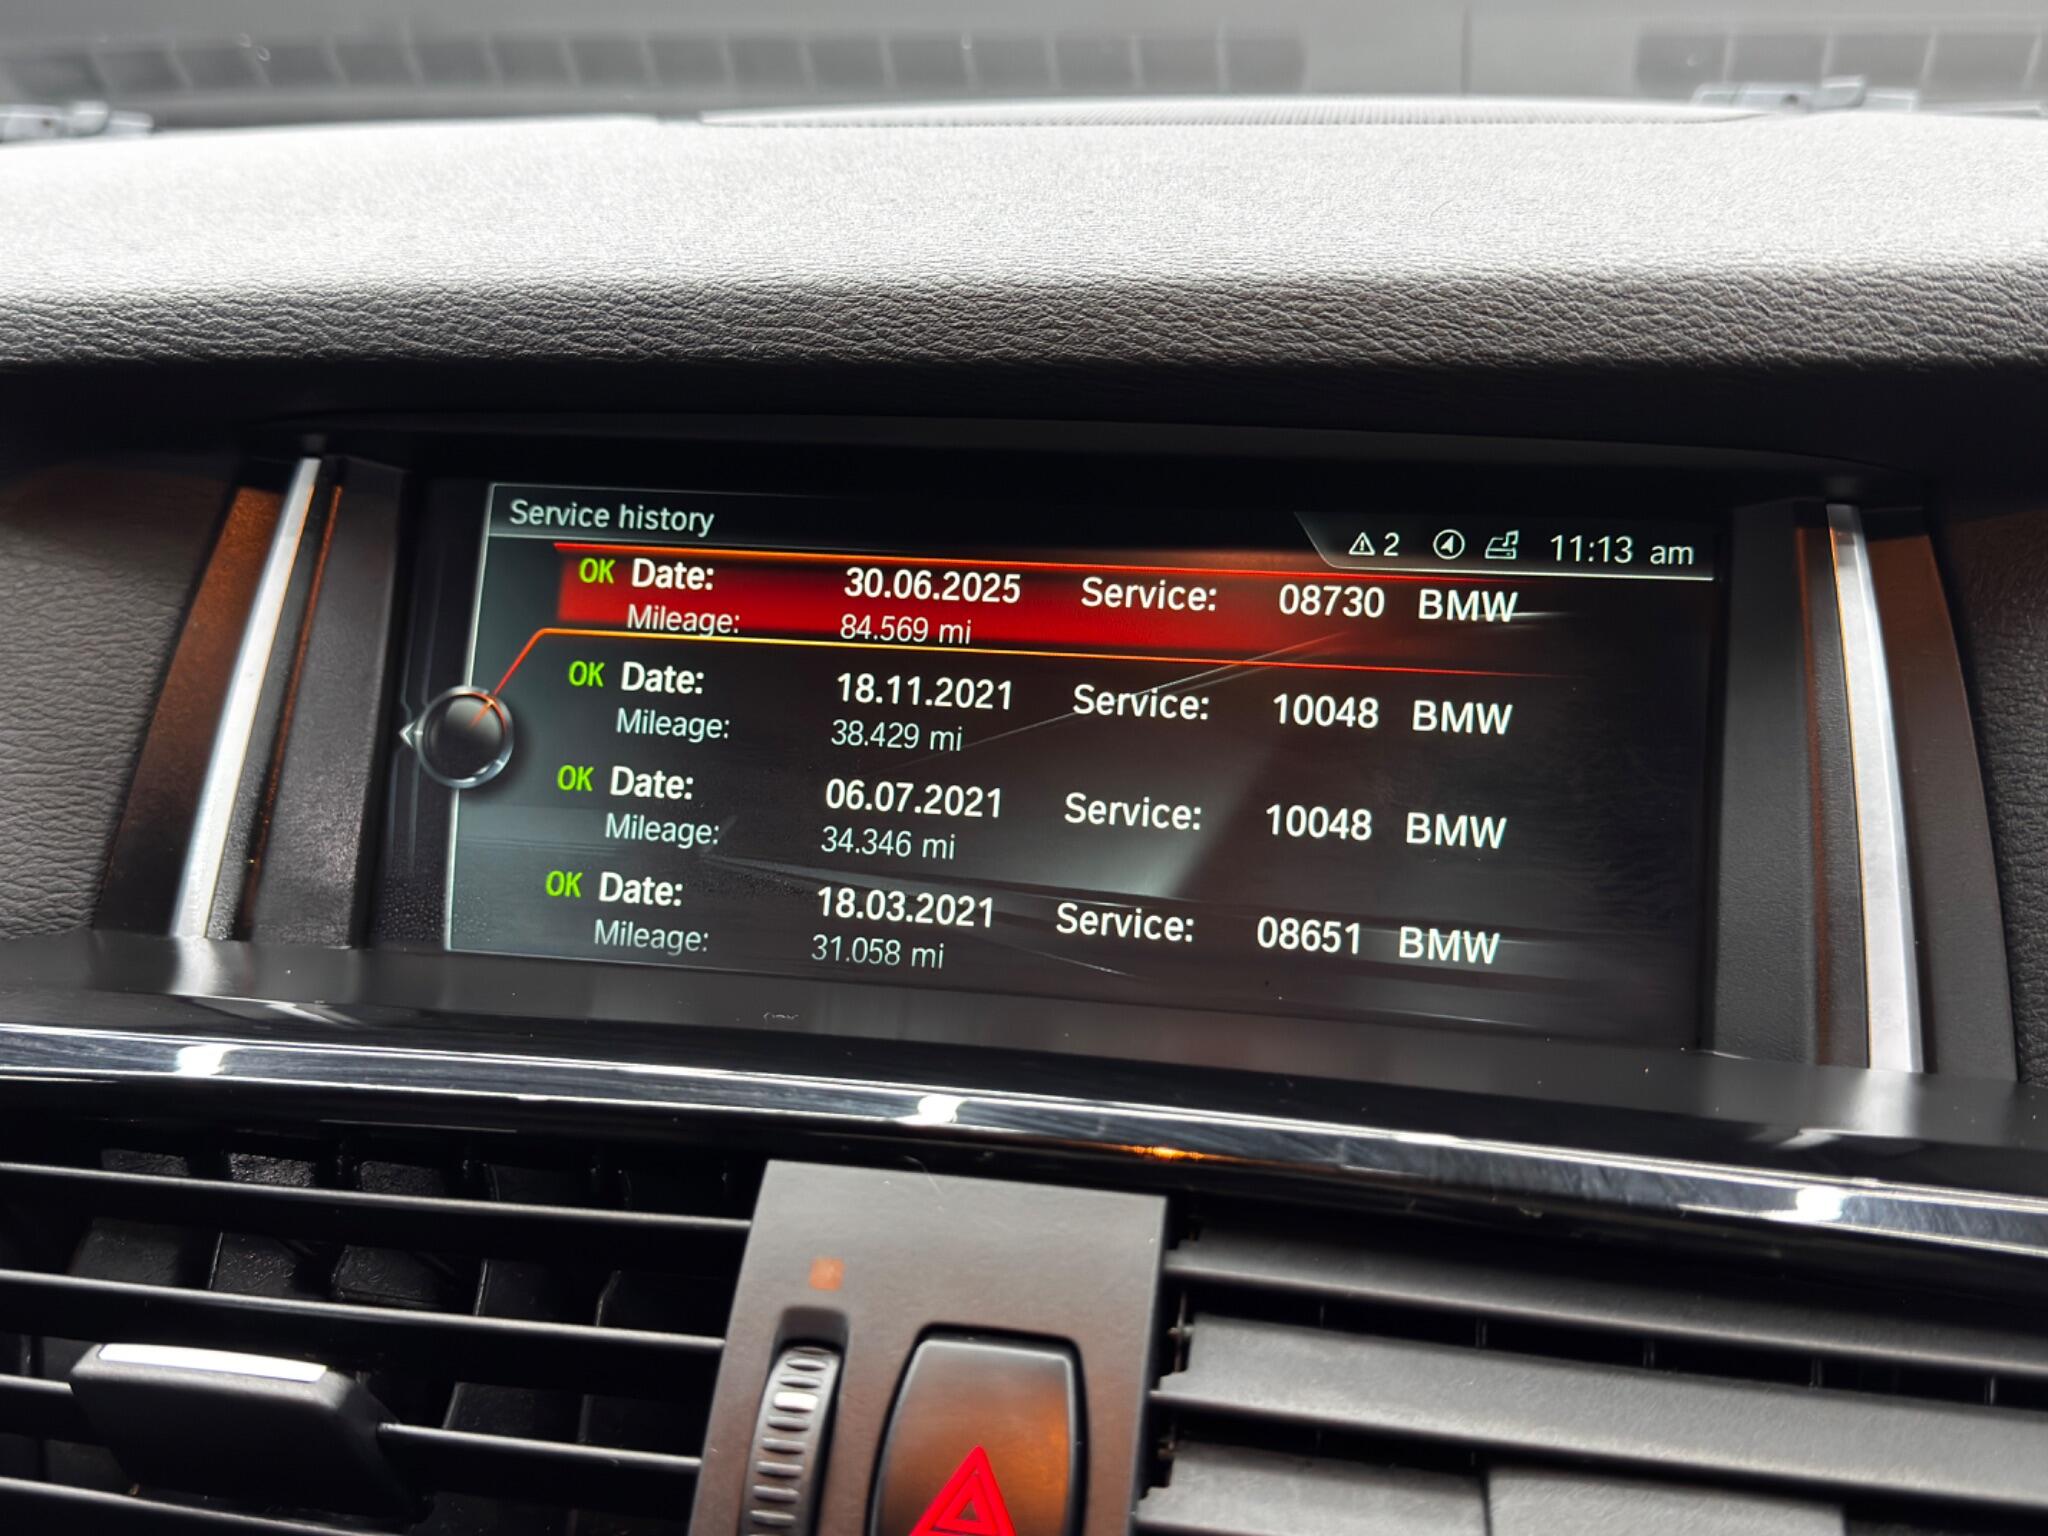 Service history
2 11:13 am
OK Date: 30.06.2025 Service: 08730 BMW
Mileage: 84.569 mi
OK Date: 18.11.2021 Service: 10048 BMW
Mileage: 38.429 mi
OK Date: 06.07.2021 Service: 10048 BMW
Mileage: 34.346 mi
OK Date: 18.03.2021 Service: 08651 BMW
Mileage: 31.058 mi